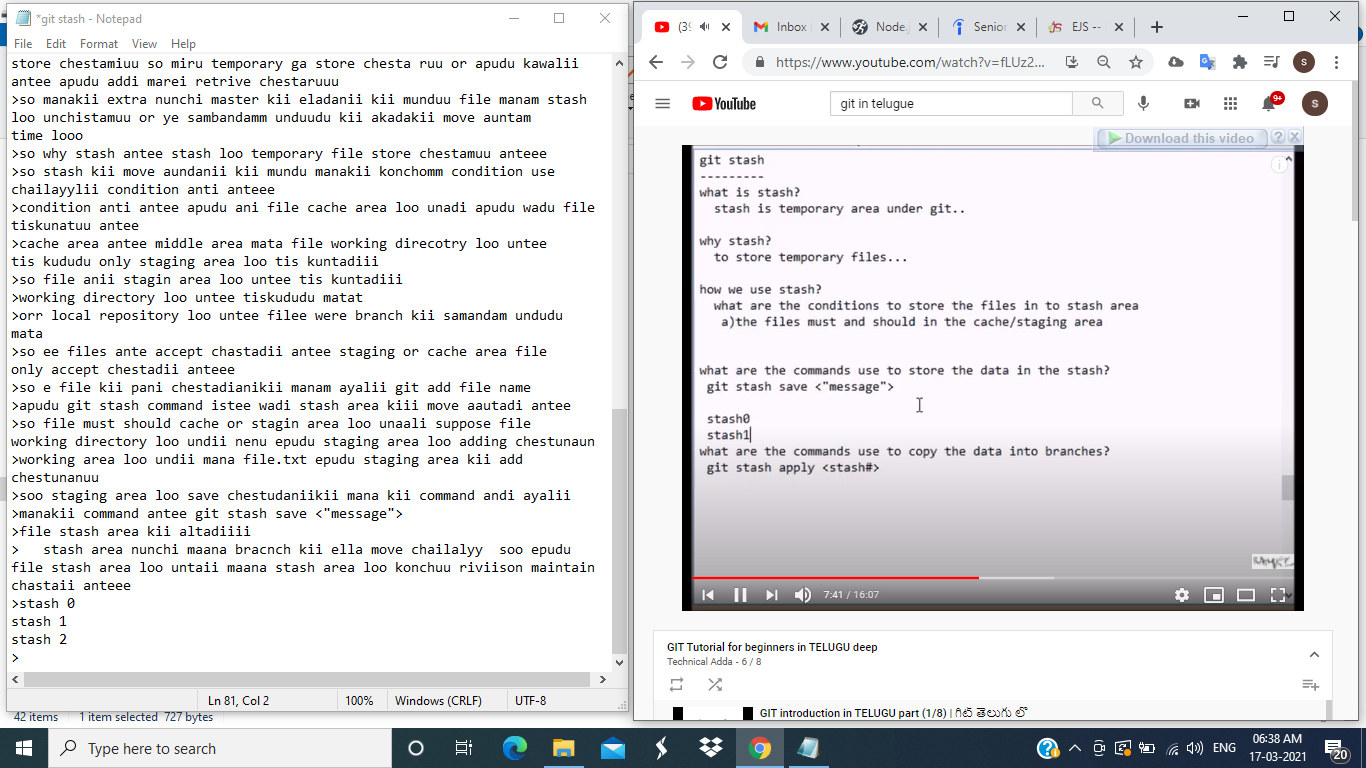 *git stash - Notepad
File Edit Format View Help
store chestamiuu so miru temporary ga store chesta ruu or apudu kawalii
antee apudu addi marei retrive chestaruuu
>so manakii extra nunchi master kii eladanii kii munduu file manam stash
loo unchistamuu or ye sambandamm unduudu kii akadakii move auntam
time looo
>so why stash antee stash loo temporary file store chestamuu anteee
>so stash kii move aundanii kii mundu manakii konchomm condition use
chailayylii condition anti anteee
>condition anti antee apudu ani file cache area loo unadi apudu wadu file
tiskunatuu antee
>cache area antee middle area mata file working direcotry loo untee
tis kududu only staging area loo tis kuntadiii
>so file anii stagin area loo untee tis kuntadiii
>working directory loo untee tiskududu matat
>orr local repository loo untee filee were branch kii samandam undudu
mata
>so ee files ante accept chastadii antee staging or cache area file
only accept chestadii anteee
>so e file kii pani chestadianikii manam ayalii git add file name
>apudu git stash command istee wadi stash area kiii move aautadi antee
>so file must should cache or stagin area loo unaali suppose file
working directory loo undii nenu epudu staging area loo adding chestunaun
>working area loo undii mana file.txt epudu staging area kii add
chestunanuu
>soo staging area loo save chestudaniikii mana kii command andi ayalii
>manakii command antee git stash save <"message">
>file stash area kii altadiiii
> stash area nunchi maana bracnch kii ella move chailalyy soo epudu
file stash area loo untaii maana stash area loo konchuu riviison maintain
chastaii anteee
>stash 0
stash 1
stash 2
>
Ln 81, Col 2 100% Windows (CRLF) UTF-8
42 items 1 item selected 727 bytes
Inbox Node. Senior EJS --
https://www.youtube.com/watch?v=fLUz2... S
YouTube git in telugue 9+ S
Download this video ?
git stash
---------
what is stash?
stash is temporary area under git..
why stash?
to store temporary files...
how we use stash?
what are the conditions to store the files in to stash area
a)the files must and should in the cache/staging area
what are the commands use to store the data in the stash?
git stash save <"message">
stash0
stash1
what are the commands use to copy the data into branches?
git stash apply <stash#>
7:41 / 16:07
GIT Tutorial for beginners in TELUGU deep
Technical Adda - 6 / 8
GIT introduction in TELUGU part (1/8) | గిట్ తెలుగు లో
Type here to search
ENG
06:38 AM
17-03-2021
20